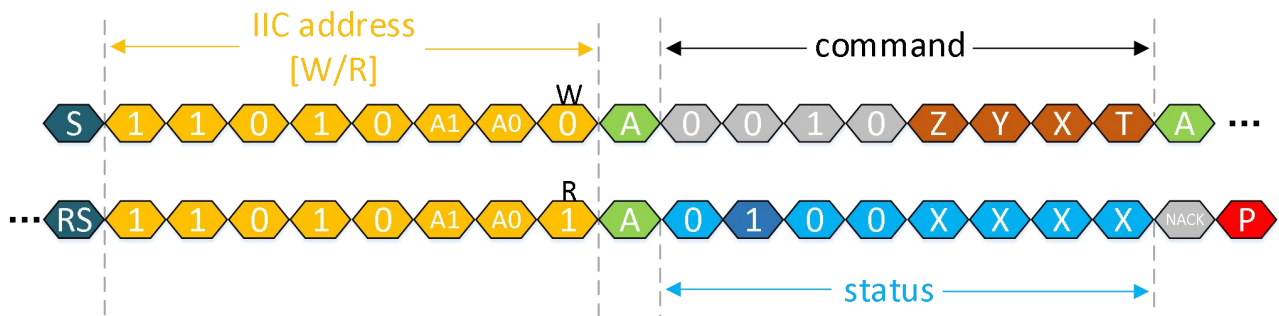 IIC address
[W/R]
command
W
S 1 1 0 1 0 A1 A0 0 A 0 0 1 0 Z Y X T A ...
R
... RS 1 1 0 1 0 A1 A0 1 A 0 1 0 0 X X X X NACK P
status